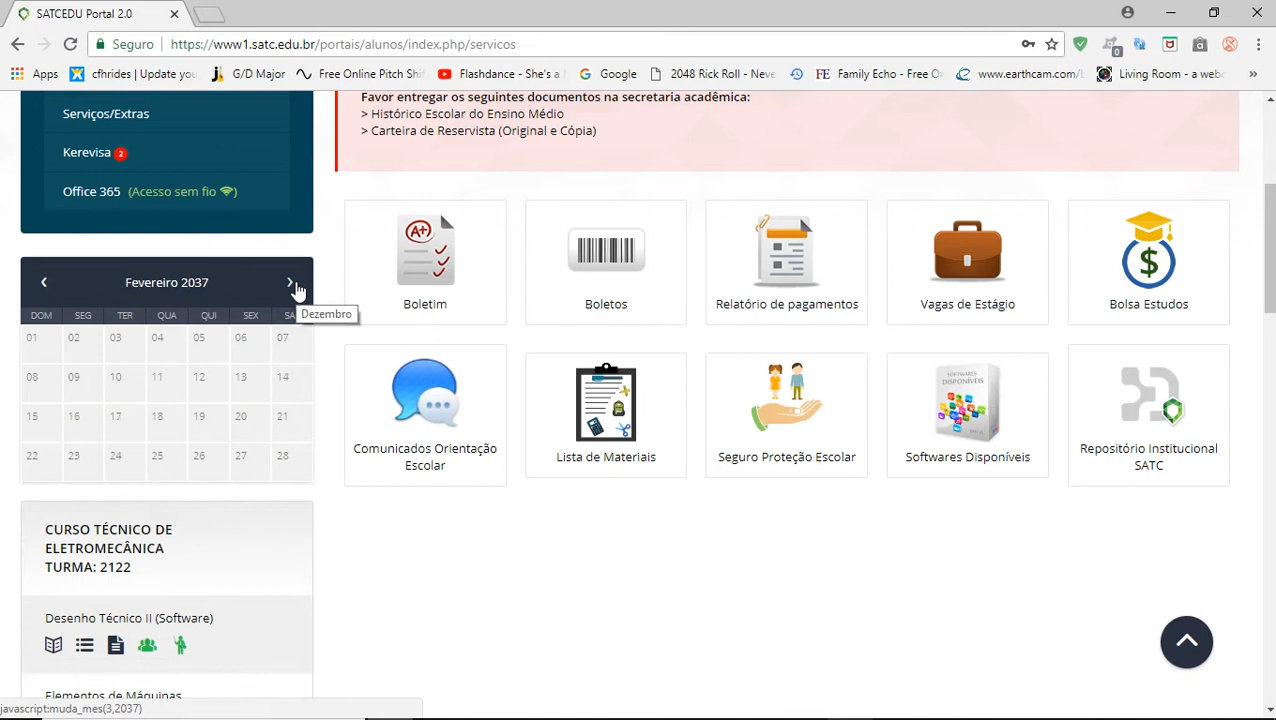 SATCEDU Portal 2.0
Seguro
https://www1.satc.edu.br/portais/alunos/index.php/servicos
0
a
Apps
cfhrides | Update you
G/D Major
Free Online Pitch Shi
Flashdance - She's a
Google
2048 Rick Roll - Neve
FE
Family Echo - Free O
www.earthcam.com/
Living Room - a web
»
Serviços/Extras
Kerevisa 2
Office 365 (Acesso sem fio )
Favor entregar os seguintes documentos na secretaria acadêmica:
> Histórico Escolar do Ensino Médio
> Carteira de Reservista (Original e Cópia)
Fevereiro 2037
Dezembro
DOM SEG TER QUA QUI SEX SA
01 02 03 04 05 06 07
08 09 10 11 12 13 14
15 16 17 18 19 20 21
22 23 24 25 26 27 28
A+
Boletim
Boletos
Relatório de pagamentos
Vagas de Estágio
$
Bolsa Estudos
Comunicados Orientação
Escolar
Lista de Materiais
Seguro Proteção Escolar
SOFTWARES
DISPONÍVEIS
Softwares Disponíveis
Repositório Institucional
SATC
CURSO TÉCNICO DE
ELETROMECÂNICA
TURMA: 2122
Desenho Técnico II (Software)
Elementos de Máquinas
javascript:muda_mes(3,2037)